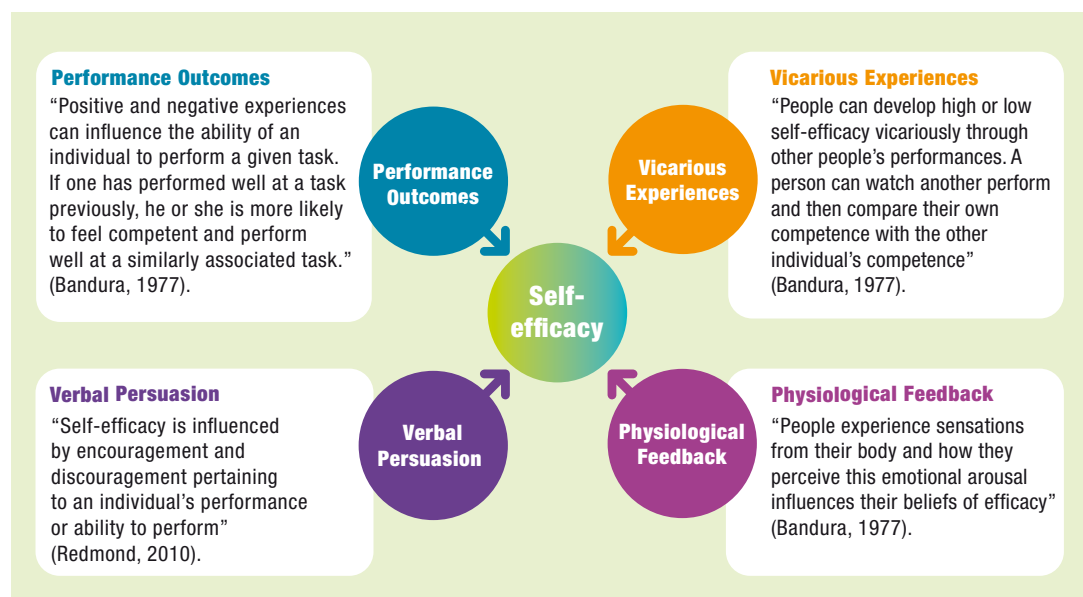 Performance Outcomes
“Positive and negative experiences
can influence the ability of an
individual to perform a given task.
If one has performed well at a task
previously, he or she is more likely
to feel competent and perform
well at a similarly associated task.”
(Bandura, 1977).
Performance
Outcomes
Vicarious
Experiences
Vicarious Experiences
“People can develop high or low
self-efficacy vicariously through
other people’s performances. A
person can watch another perform
and then compare their own
competence with the other
individual’s competence”
(Bandura, 1977).
Self-
efficacy
Verbal Persuasion
“Self-efficacy is influenced
by encouragement and
discouragement pertaining
to an individual’s performance
or ability to perform”
(Redmond, 2010).
Verbal
Persuasion
Physiological
Feedback
Physiological Feedback
“People experience sensations
from their body and how they
perceive this emotional arousal
influences their beliefs of efficacy”
(Bandura, 1977).